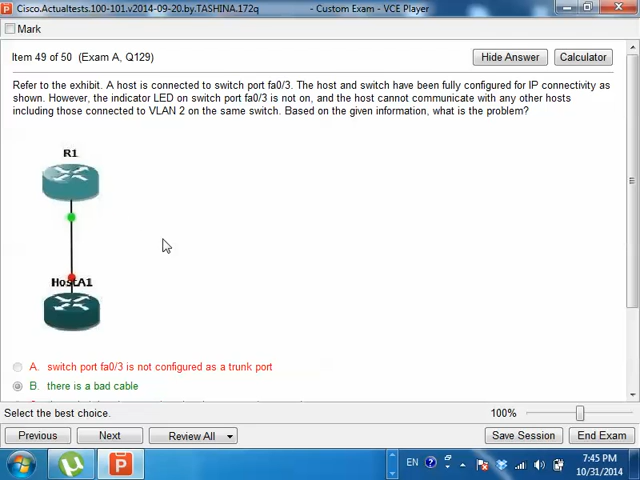 Cisco.Actualtests.100-101.v2014-09-20.by.TASHINA.172q - Custom Exam - VCE Player
Mark
Item 49 of 50 (Exam A, Q129)
Hide Answer
Calculator
Refer to the exhibit. A host is connected to switch port fa0/3. The host and switch have been fully configured for IP connectivity as
shown. However, the indicator LED on switch port fa0/3 is not on, and the host cannot communicate with any other hosts
including those connected to VLAN 2 on the same switch. Based on the given information, what is the problem?
R1
HostA1
A. switch port fa0/3 is not configured as a trunk port
B. there is a bad cable
Select the best choice.
100%
Previous
Next
Review All
Save Session
End Exam
EN
7:45 PM
10/31/2014